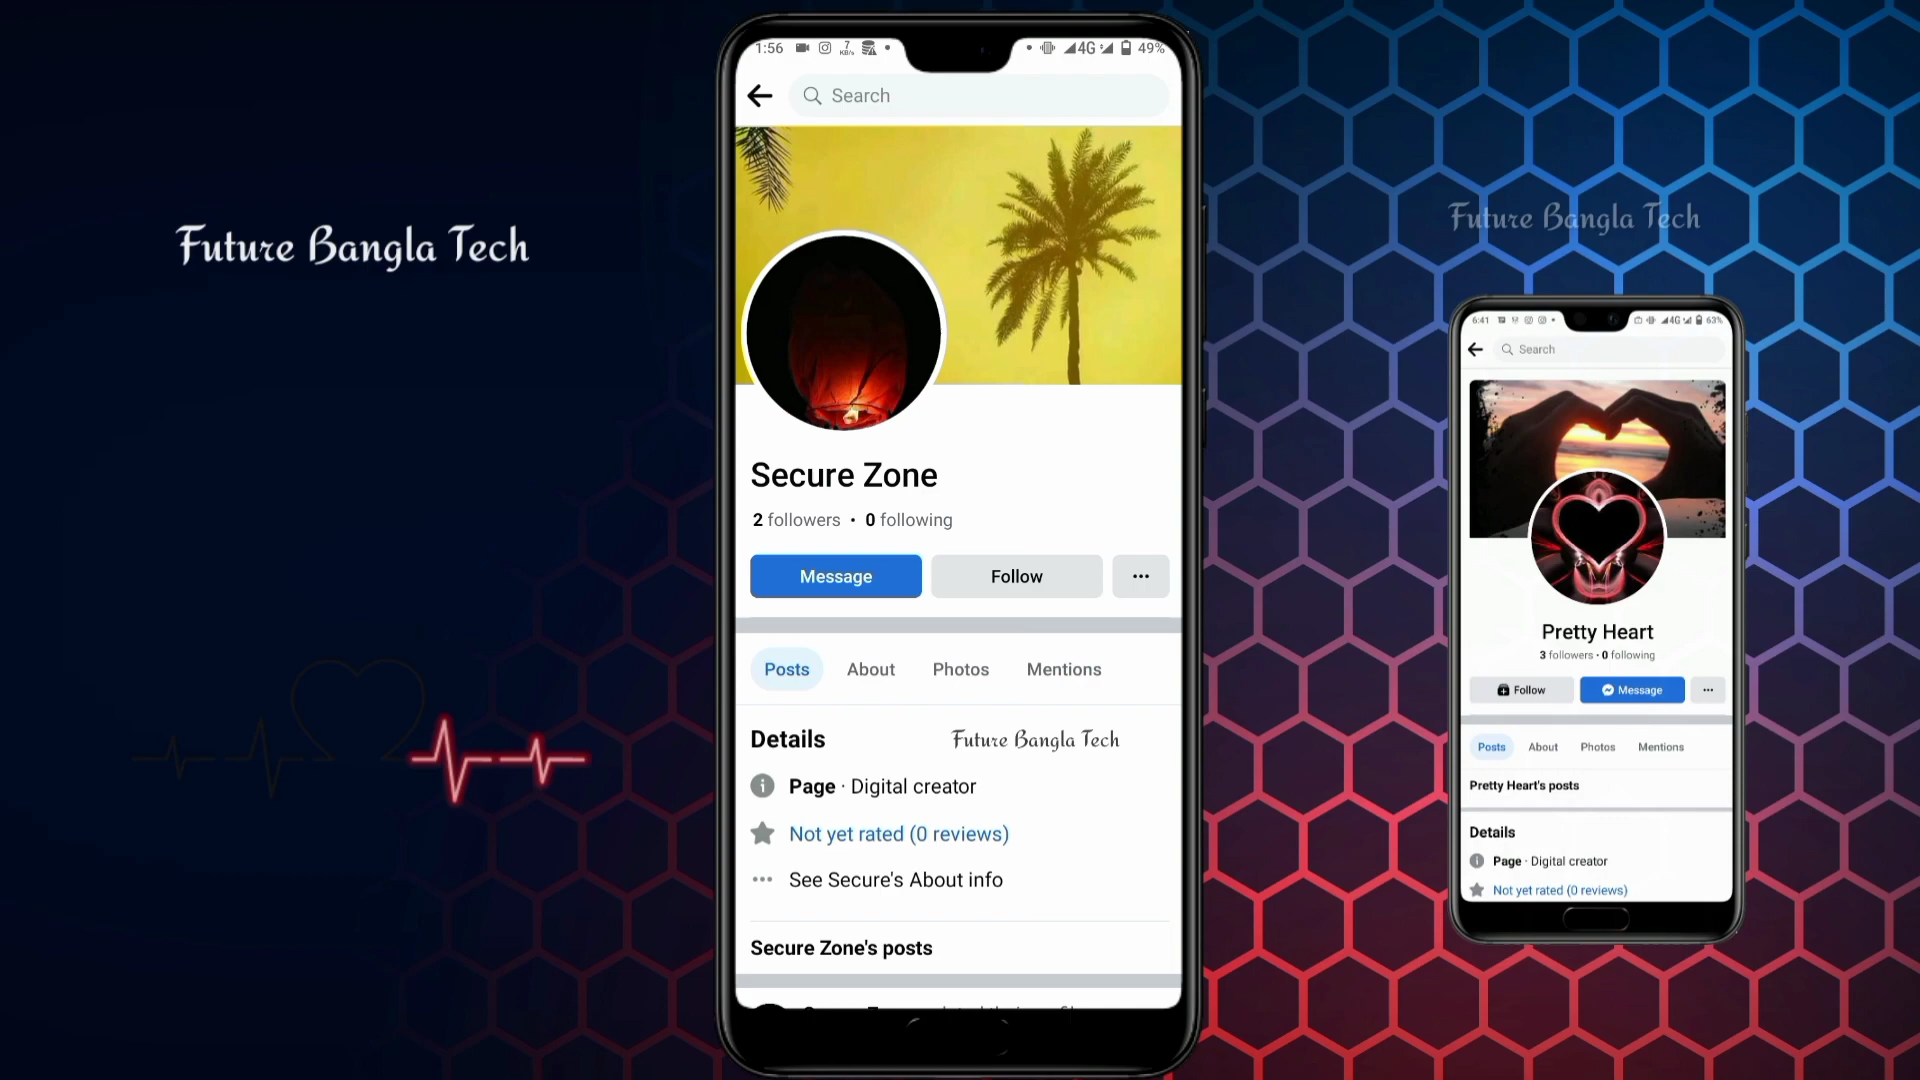 Future Bangla Tech
1:56
7 KB/s
4G
49%
Search
Secure Zone
2 followers • 0 following
Message
Follow
Posts
About
Photos
Mentions
Details
Future Bangla Tech
Page · Digital creator
Not yet rated (0 reviews)
See Secure's About info
Secure Zone's posts
Future Bangla Tech
6:41
4G
63%
Search
Pretty Heart
3 followers • 0 following
Follow
Message
Posts
About
Photos
Mentions
Pretty Heart's posts
Details
Page · Digital creator
Not yet rated (0 reviews)